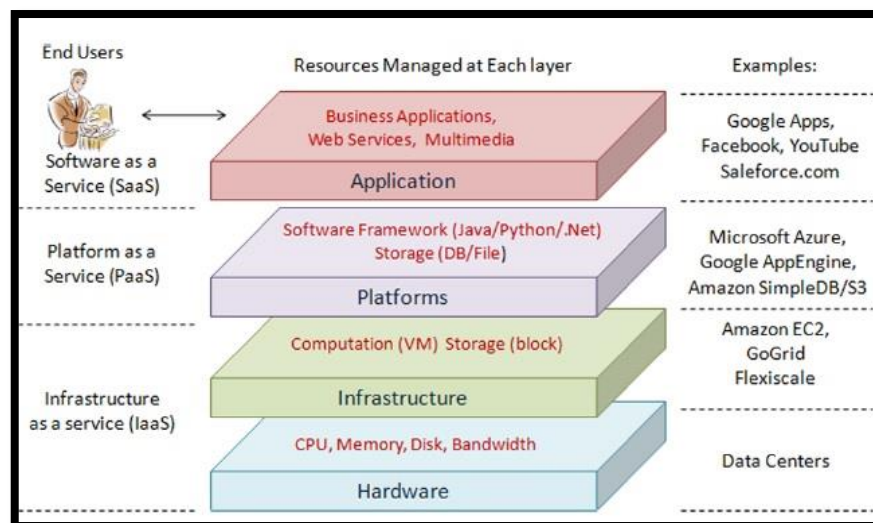 End Users
Resources Managed at Each layer
Examples:
Business Applications,
Web Services, Multimedia
Application
Software as a
Service (SaaS)
Google Apps,
Facebook, YouTube
Saleforce.com
Software Framework (Java/Python/.Net)
Storage (DB/File)
Platforms
Platform as a
Service (PaaS)
Microsoft Azure,
Google AppEngine,
Amazon SimpleDB/S3
Computation (VM) Storage (block)
Infrastructure
Amazon EC2,
GoGrid
Flexiscale
Infrastructure
as a service (IaaS)
CPU, Memory, Disk, Bandwidth
Hardware
Data Centers